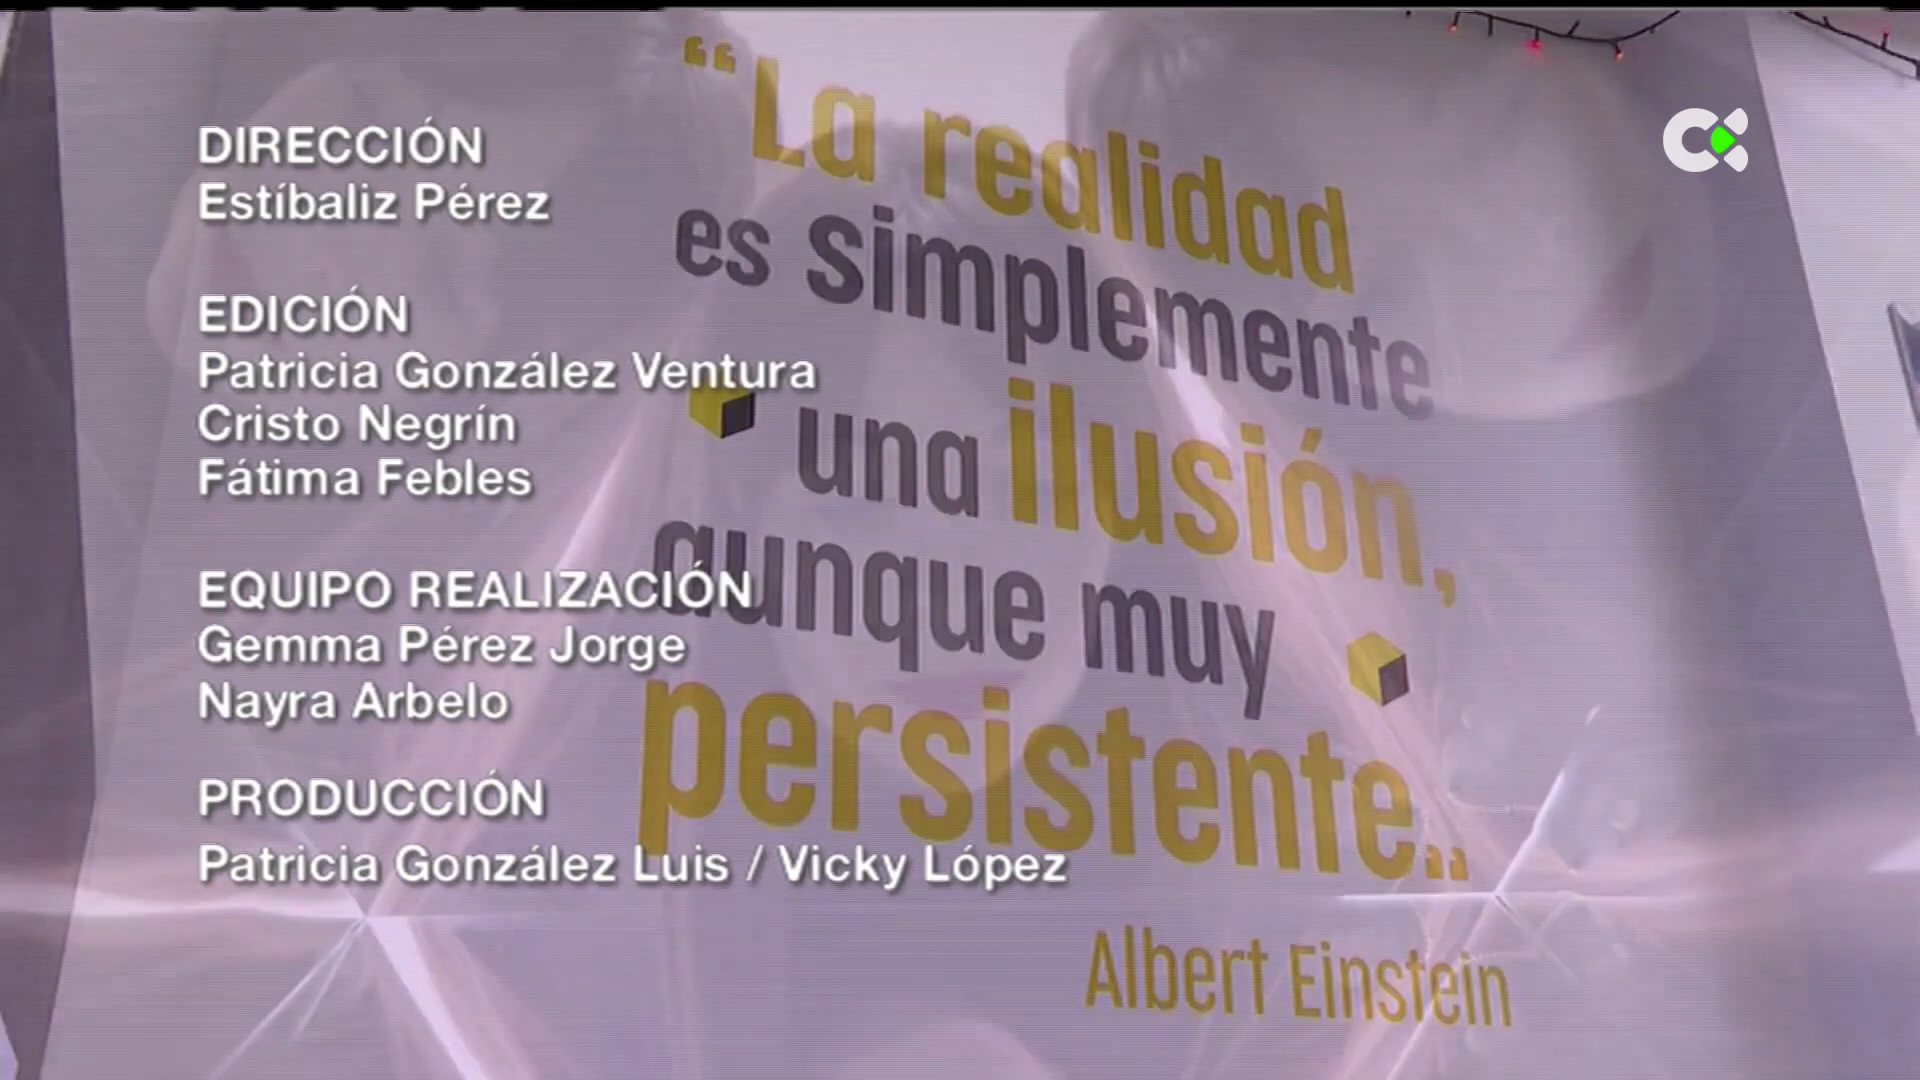 DIRECCIÓN
Estíbaliz Pérez
EDICIÓN
Patricia González Ventura
Cristo Negrín
Fátima Febles
EQUIPO REALIZACIÓN
Gemma Pérez Jorge
Nayra Arbelo
PRODUCCIÓN
Patricia González Luis / Vicky López
“La realidad
es simplemente
una ilusión,
aunque muy
persistente„
Albert Einstein